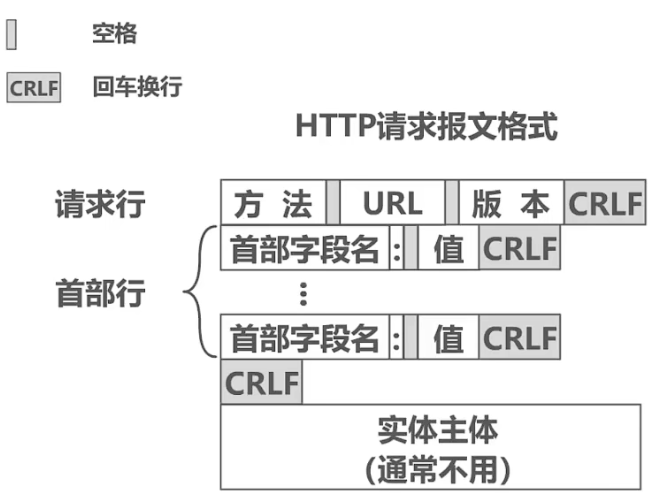 空格
CRLF 回车换行
HTTP请求报文格式
请求行 方 法 URL 版 本 CRLF
首部字段名 : 值 CRLF
首部行 ⋮
首部字段名 : 值 CRLF
CRLF
实体主体
(通常不用)